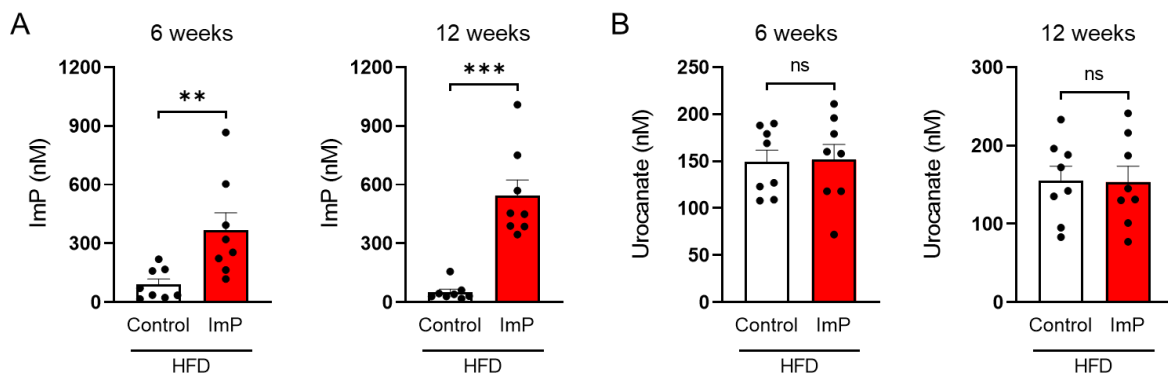 A
6 weeks
ImP (nM)
1200
900
600
300
0
**
Control ImP
HFD
12 weeks
ImP (nM)
1200
900
600
300
0
***
Control ImP
HFD
B
6 weeks
Urocanate (nM)
250
200
150
100
50
0
ns
Control ImP
HFD
12 weeks
Urocanate (nM)
300
200
100
0
ns
Control ImP
HFD